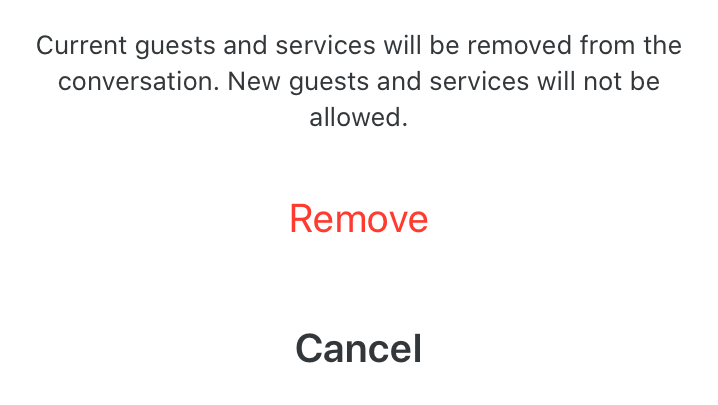 Current guests and services will be removed from the
conversation. New guests and services will not be
allowed.
Remove
Cancel